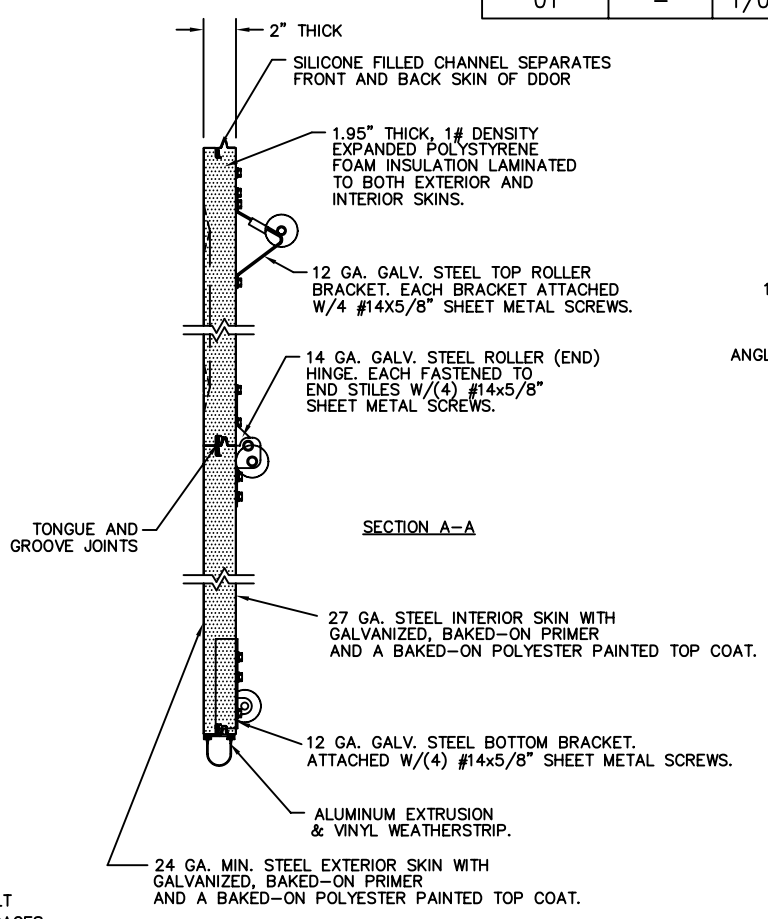 01 –
2" THICK
SILICONE FILLED CHANNEL SEPARATES
FRONT AND BACK SKIN OF DDOR
1.95" THICK, 1# DENSITY
EXPANDED POLYSTYRENE
FOAM INSULATION LAMINATED
TO BOTH EXTERIOR AND
INTERIOR SKINS.
12 GA. GALV. STEEL TOP ROLLER
BRACKET. EACH BRACKET ATTACHED
W/4 #14X5/8" SHEET METAL SCREWS.
14 GA. GALV. STEEL ROLLER (END)
HINGE. EACH FASTENED TO
END STILES W/(4) #14x5/8"
SHEET METAL SCREWS.
TONGUE AND
GROOVE JOINTS
SECTION A–A
27 GA. STEEL INTERIOR SKIN WITH
GALVANIZED, BAKED–ON PRIMER
AND A BAKED–ON POLYESTER PAINTED TOP COAT.
12 GA. GALV. STEEL BOTTOM BRACKET.
ATTACHED W/(4) #14x5/8" SHEET METAL SCREWS.
ALUMINUM EXTRUSION
& VINYL WEATHERSTRIP.
24 GA. MIN. STEEL EXTERIOR SKIN WITH
GALVANIZED, BAKED–ON PRIMER
AND A BAKED–ON POLYESTER PAINTED TOP COAT.